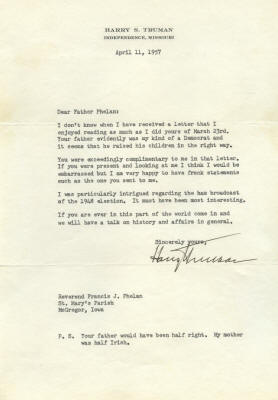 HARRY S. TRUMAN
INDEPENDENCE, MISSOURI
April 11, 1957
Dear Father Phelan:
I don't know when I have received a letter that I
enjoyed reading as much as I did yours of March 23rd.
Your father evidently was my kind of a Democrat and
it seems that he raised his children in the right way.
You were exceedingly complimentary to me in that letter.
If you were present and looking at me I think I would be
embarrassed but I am very happy to have frank statements
such as the one you sent to me.
I was particularly intrigued regarding the ham broadcast
of the 1948 election. It must have been most interesting.
If you are ever in this part of the world come in and
we will have a talk on history and affairs in general.
Sincerely yours,
Harry Truman
Reverend Francis J. Phelan
St. Mary's Parish
McGregor, Iowa
P. S. Your father would have been half right. My mother
was half Irish.